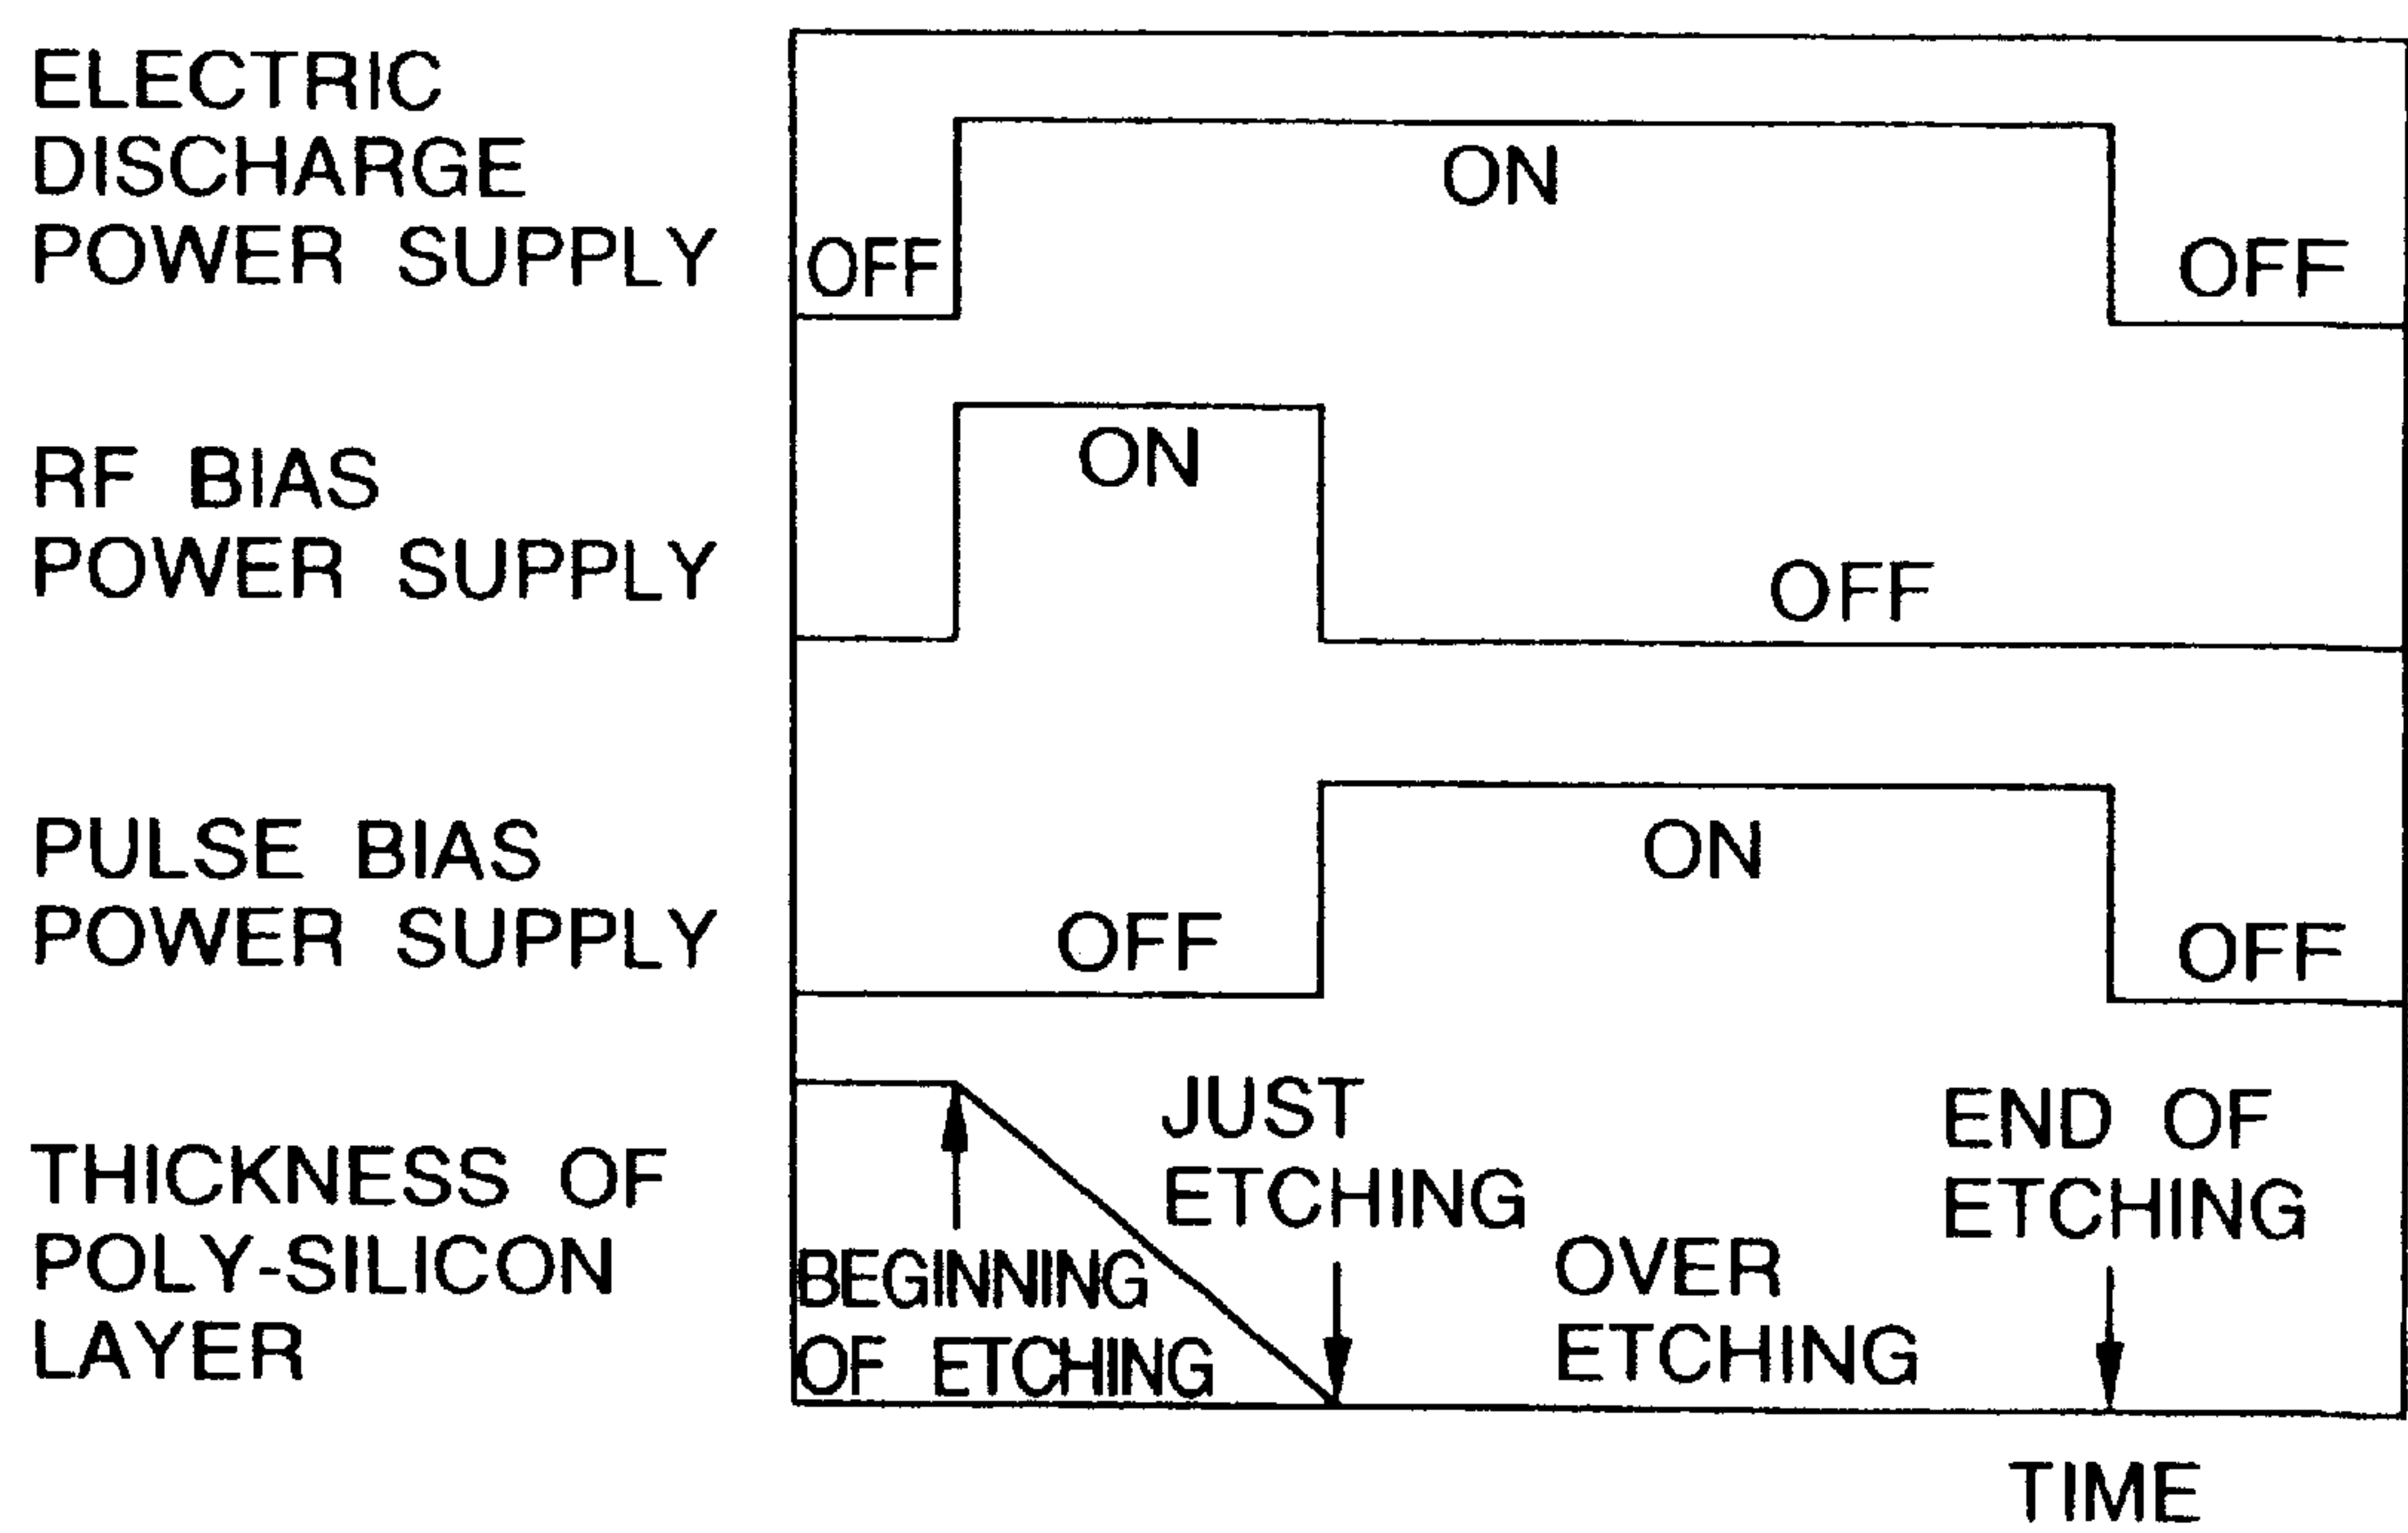 ELECTRIC
DISCHARGE
POWER SUPPLY
OFF
ON
OFF
RF BIAS
POWER SUPPLY
ON
OFF
PULSE BIAS
POWER SUPPLY
OFF
ON
OFF
THICKNESS OF
POLY-SILICON
LAYER
BEGINNING
OF ETCHING
JUST
ETCHING
OVER
ETCHING
END OF
ETCHING
TIME